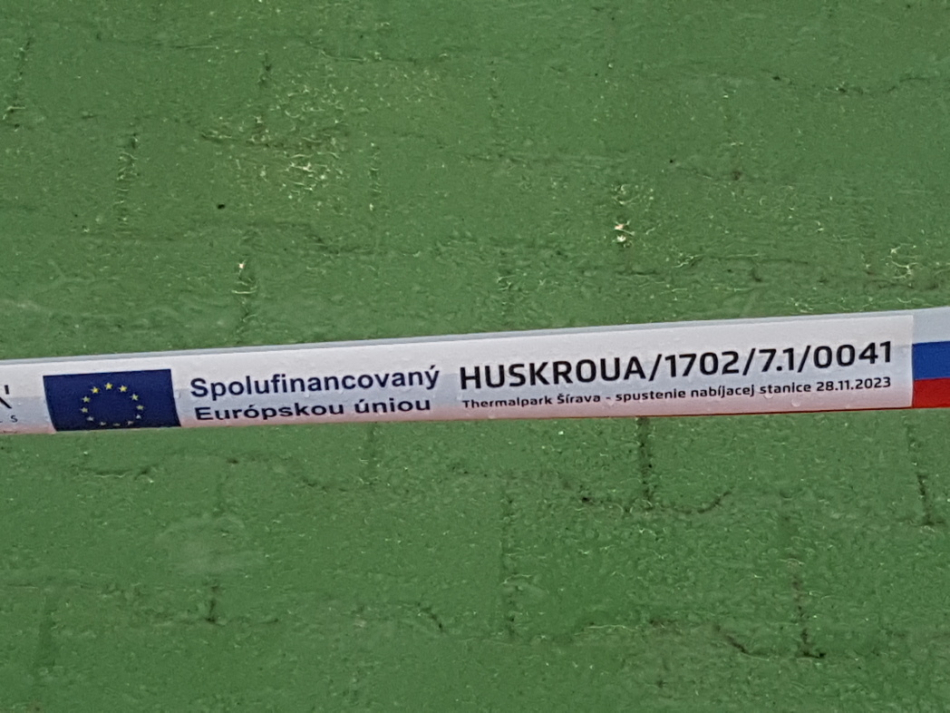 Spolufinancovaný
Európskou úniou
HUSKROUA/1702/7.1/0041
Thermalpark Šírava - spustenie nabíjacej stanice 28.11.2023